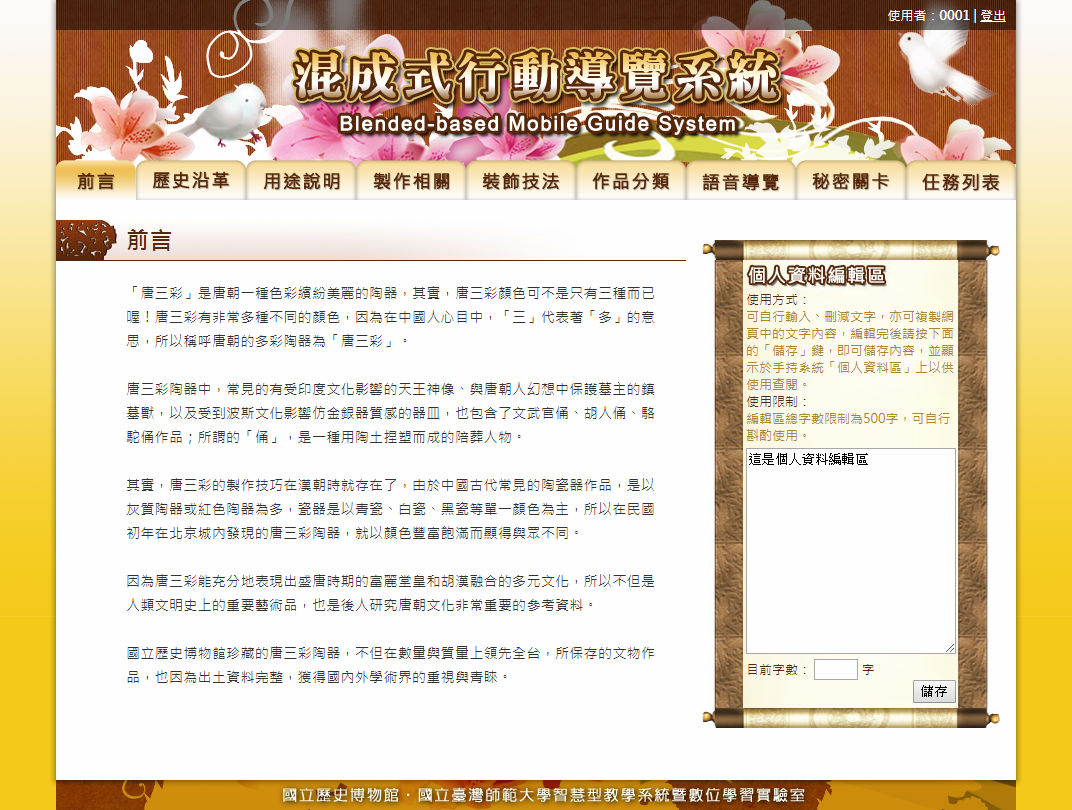 使用者：0001 | 登出
混成式行動導覽系統
Blended-based Mobile Guide System
前言 歷史沿革 用途說明 製作相關 裝飾技法 作品分類 語音導覽 秘密關卡 任務列表
前言
「唐三彩」是唐朝一種色彩繽紛美麗的陶器，其實，唐三彩顏色可不是只有三種而已
喔！唐三彩有非常多種不同的顏色，因為在中國人心目中，「三」代表著「多」的意
思，所以稱呼唐朝的多彩陶器為「唐三彩」。
唐三彩陶器中，常見的有受印度文化影響的天王神像、與唐朝人幻想中保護墓主的鎮
墓獸，以及受到波斯文化影響仿金銀器質感的器皿，也包含了文武官俑、胡人俑、駱
駝俑作品；所謂的「俑」，是一種用陶土捏塑而成的陪葬人物。
其實，唐三彩的製作技巧在漢朝時就存在了，由於中國古代常見的陶瓷器作品，是以
灰質陶器或紅色陶器為多，瓷器是以青瓷、白瓷、黑瓷等單一顏色為主，所以在民國
初年在北京城內發現的唐三彩陶器，就以顏色豐富飽滿而顯得與眾不同。
因為唐三彩能充分地表現出盛唐時期的富麗堂皇和胡漢融合的多元文化，所以不但是
人類文明史上的重要藝術品，也是後人研究唐朝文化非常重要的參考資料。
國立歷史博物館珍藏的唐三彩陶器，不但在數量與質量上領先全台，所保存的文物作
品，也因為出土資料完整，獲得國內外學術界的重視與青睞。
個人資料編輯區
使用方式：
可自行輸入、刪減文字，亦可複製網
頁中的文字內容，編輯完後請按下面
的「儲存」鍵，即可儲存內容，並顯
示於手持系統「個人資料區」上以供
使用查閱。
使用限制：
編輯區總字數限制為500字，可自行
斟酌使用。
這是個人資料編輯區
目前字數： 字
儲存
國立歷史博物館．國立臺灣師範大學智慧型教學系統暨數位學習實驗室